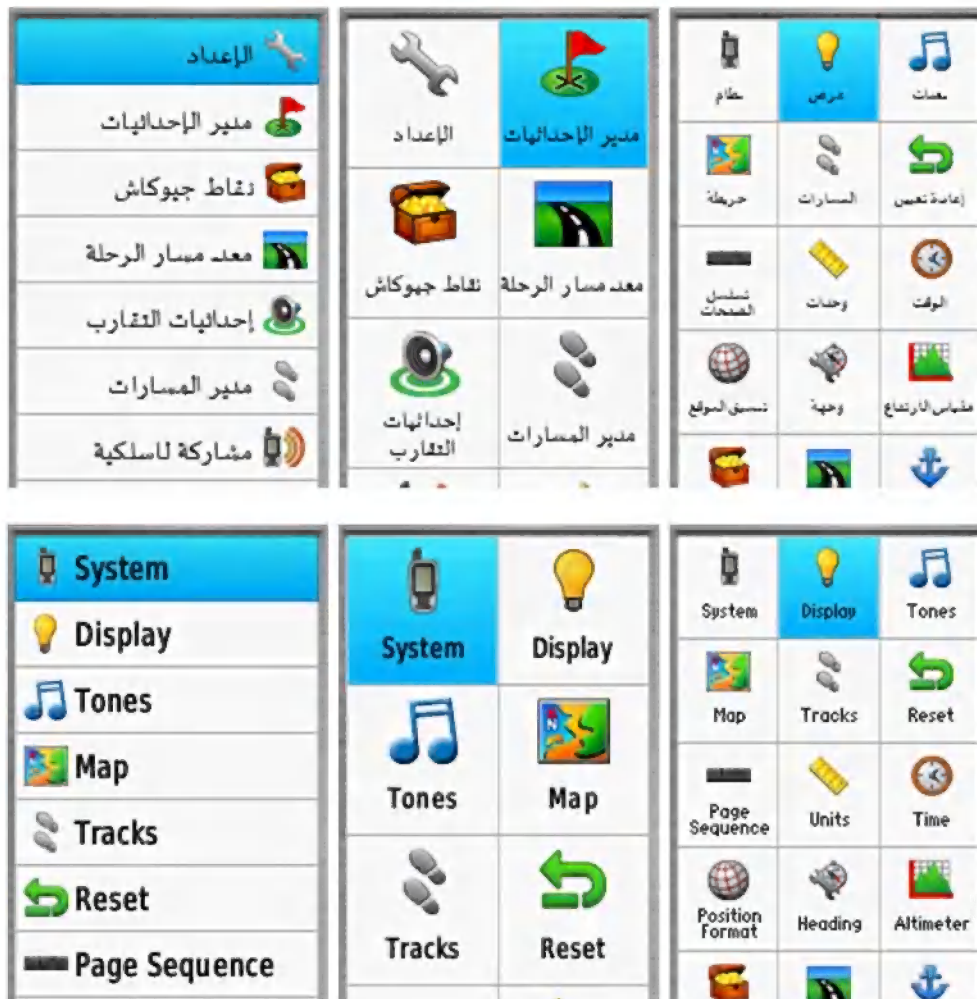 الإعداد
مدير الإحداثيات
نقاط جيوكاش
معد مسار الرحلة
إحداثيات التقارب
مدير المسارات
مشاركة لاسلكية
الإعداد
مدير الإحداثيات
نقاط جيوكاش
معد مسار الرحلة
إحداثيات
التقارب
مدير المسارات
نظام
عرض
نغمات
خريطة
المسارات
إعادة تعيين
تسلسل
الصفحات
وحدات
الوقت
تنسيق الموقع
وجهة
مقياس الارتفاع
System
Display
Tones
Map
Tracks
Reset
Page Sequence
System
Display
Tones
Map
Tracks
Reset
System
Display
Tones
Map
Tracks
Reset
Page
Sequence
Units
Time
Position
Format
Heading
Altimeter